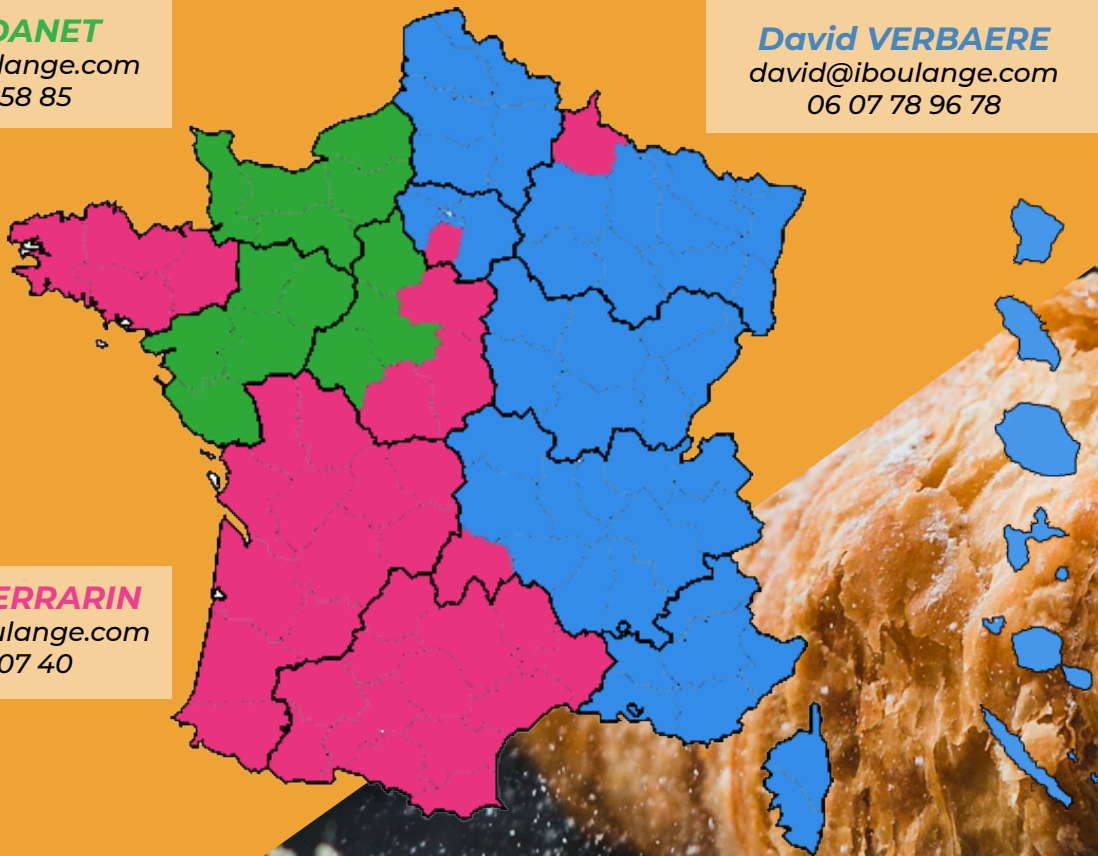 DANET
lange.com
58 85
David VERBAERE
david@iboulange.com
06 07 78 96 78
ERRARIN
ulange.com
07 40